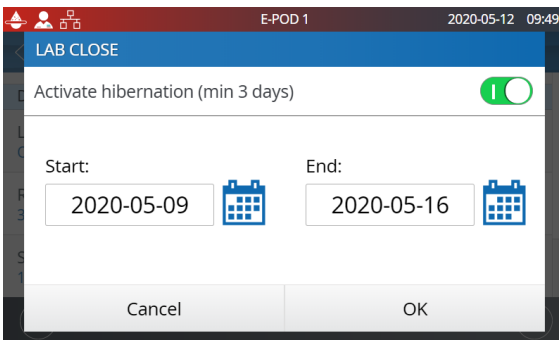 E-POD 1 2020-05-12 09:49
LAB CLOSE
Activate hibernation (min 3 days)
Start: End:
2020-05-09 2020-05-16
Cancel OK